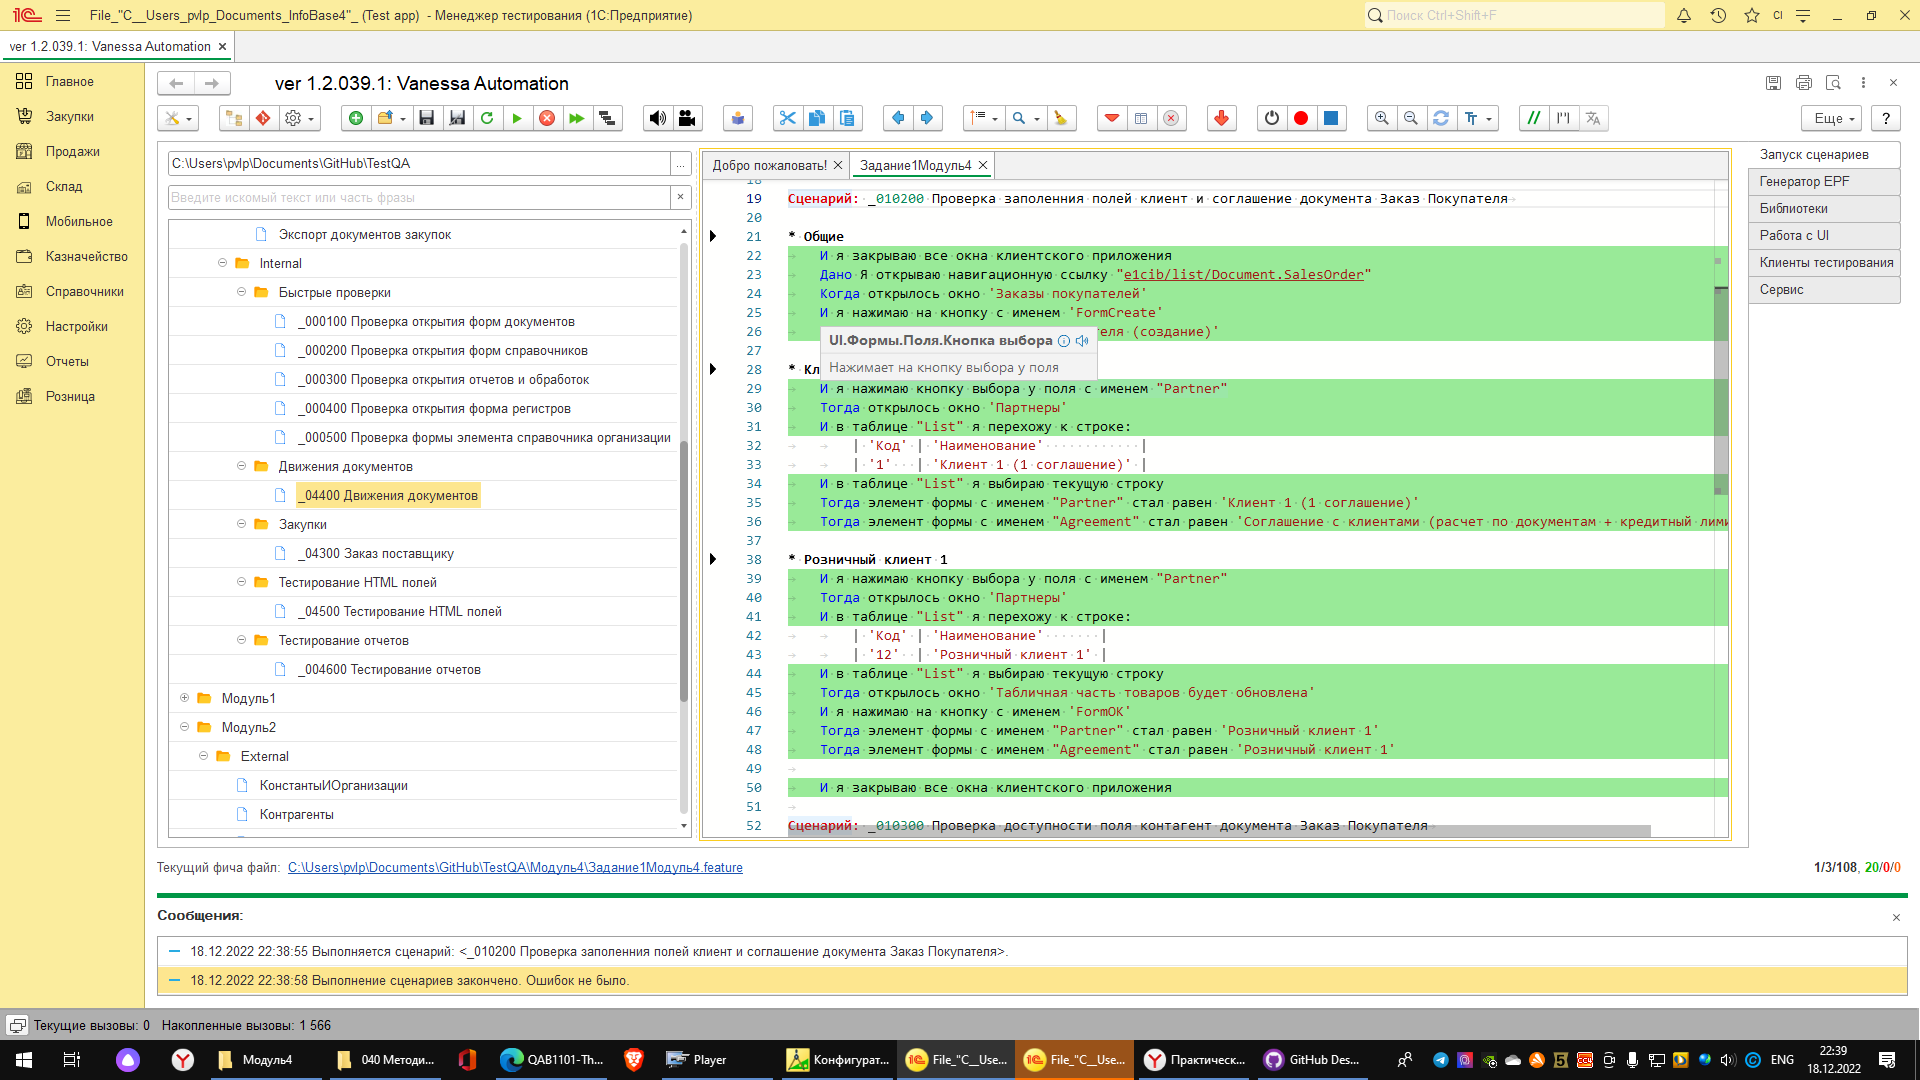 File_"C__Users_pvlp_Documents_InfoBase4"_ (Test app) - Менеджер тестирования (1С:Предприятие)
Поиск Ctrl+Shift+F
CI
ver 1.2.039.1: Vanessa Automation
ver 1.2.039.1: Vanessa Automation
Еще
?
Главное
Закупки
Продажи
Склад
Мобильное
Казначейство
Справочники
Настройки
Отчеты
Розница
C:\Users\pvlp\Documents\GitHub\TestQA
...
Введите искомый текст или часть фразы
Экспорт документов закупок
Internal
Быстрые проверки
_000100 Проверка открытия форм документов
_000200 Проверка открытия форм справочников
_000300 Проверка открытия отчетов и обработок
_000400 Проверка открытия форма регистров
_000500 Проверка формы элемента справочника организации
Движения документов
_04400 Движения документов
Закупки
_04300 Заказ поставщику
Тестирование HTML полей
_04500 Тестирование HTML полей
Тестирование отчетов
_004600 Тестирование отчетов
Модуль1
Модуль2
External
КонстантыИОрганизации
Контрагенты
Добро пожаловать!
Задание1Модуль4
18
19 Сценарий: _010200 Проверка заполенния полей клиент и соглашение документа Заказ Покупателя
20
21 * Общие
22 И я закрываю все окна клиентского приложения
23 Дано Я открываю навигационную ссылку "e1cib/list/Document.SalesOrder"
24 Когда открылось окно 'Заказы покупателей'
25 И я нажимаю на кнопку с именем 'FormCreate'
26 теля (создание)'
UI.Формы.Поля.Кнопка выбора
Нажимает на кнопку выбора у поля
27
28 * Кл
29 И я нажимаю кнопку выбора у поля с именем "Partner"
30 Тогда открылось окно 'Партнеры'
31 И в таблице "List" я перехожу к строке:
32 | 'Код' | 'Наименование' |
33 | '1' | 'Клиент 1 (1 соглашение)' |
34 И в таблице "List" я выбираю текущую строку
35 Тогда элемент формы с именем "Partner" стал равен 'Клиент 1 (1 соглашение)'
36 Тогда элемент формы с именем "Agreement" стал равен 'Соглашение с клиентами (расчет по документам + кредитный лими
37
38 * Розничный клиент 1
39 И я нажимаю кнопку выбора у поля с именем "Partner"
40 Тогда открылось окно 'Партнеры'
41 И в таблице "List" я перехожу к строке:
42 | 'Код' | 'Наименование' |
43 | '12' | 'Розничный клиент 1' |
44 И в таблице "List" я выбираю текущую строку
45 Тогда открылось окно 'Табличная часть товаров будет обновлена'
46 И я нажимаю на кнопку с именем 'FormOK'
47 Тогда элемент формы с именем "Partner" стал равен 'Розничный клиент 1'
48 Тогда элемент формы с именем "Agreement" стал равен 'Розничный клиент 1'
49
50 И я закрываю все окна клиентского приложения
51
52 Сценарий: _010300 Проверка доступности поля контагент документа Заказ Покупателя
Запуск сценариев
Генератор EPF
Библиотеки
Работа с UI
Клиенты тестирования
Сервис
Текущий фича файл: C:\Users\pvlp\Documents\GitHub\TestQA\Модуль4\Задание1Модуль4.feature
1/3/108, 20/0/0
Сообщения:
18.12.2022 22:38:55 Выполняется сценарий: <_010200 Проверка заполенния полей клиент и соглашение документа Заказ Покупателя>.
18.12.2022 22:38:58 Выполнение сценариев закончено. Ошибок не было.
Текущие вызовы: 0 Накопленные вызовы: 1 566
Модуль4
040 Методи...
QAB1101-Th...
Player
Конфигурат...
File_"C__Use...
File_"C__Use...
Практическ...
GitHub Des...
ENG
22:39
18.12.2022